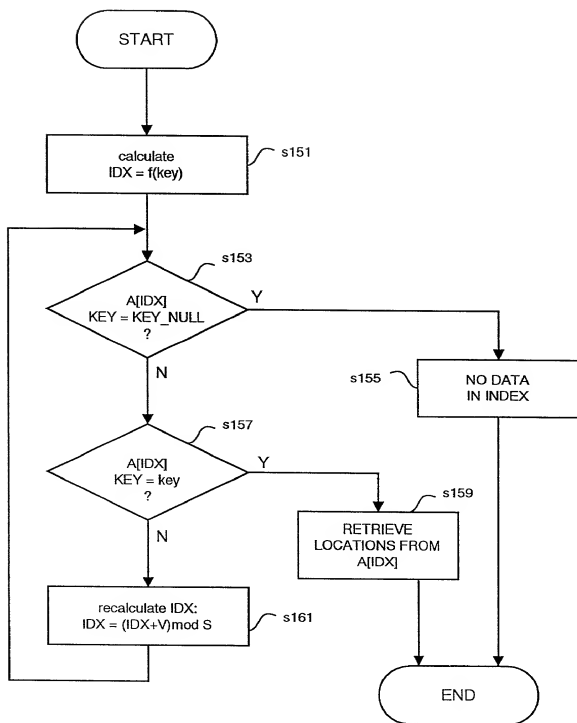 START
calculate
IDX = f(key)
s151
s153
A[IDX]
KEY = KEY_NULL
?
Y
N
s155
NO DATA
IN INDEX
s157
A[IDX]
KEY = key
?
Y
N
s159
RETRIEVE
LOCATIONS FROM
A[IDX]
recalculate IDX:
IDX = (IDX+V)mod S
s161
END